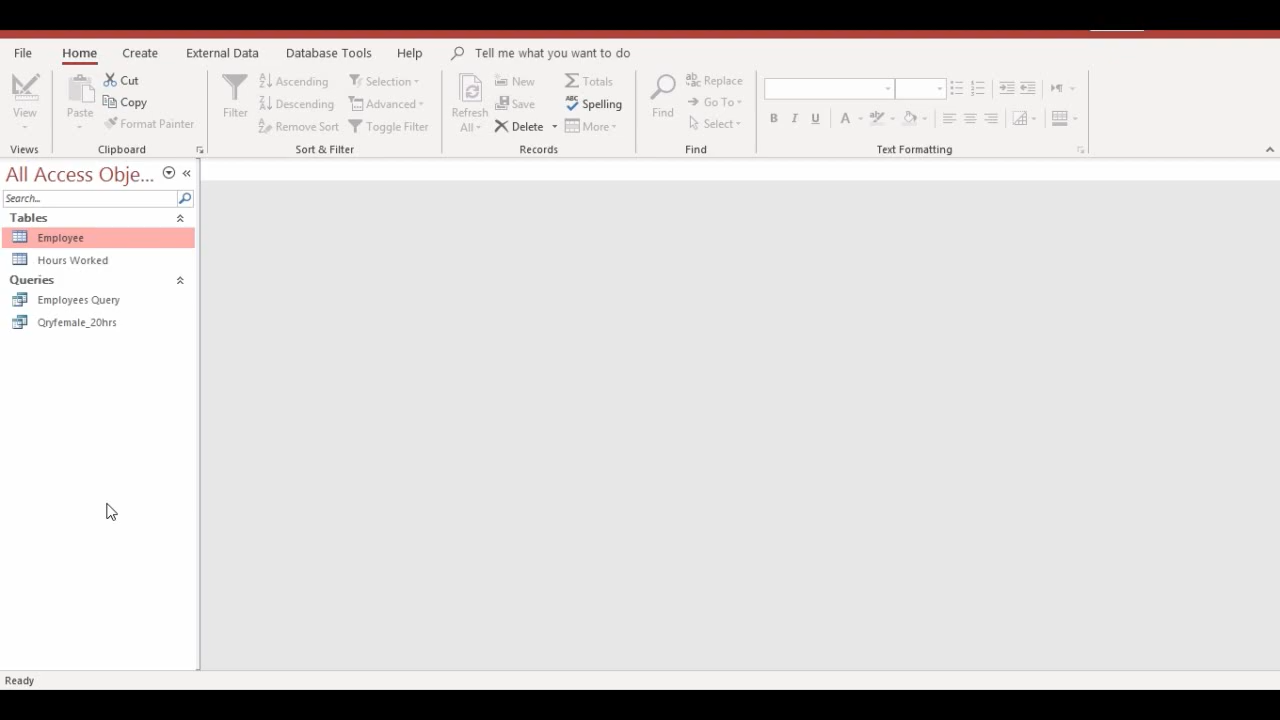 File Home Create External Data Database Tools Help Tell me what you want to do
View
Views
Paste
Cut
Copy
Format Painter
Clipboard
Filter
Ascending
Descending
Remove Sort
Selection
Advanced
Toggle Filter
Sort & Filter
Refresh
All
New
Save
Delete
Totals
ABC
Spelling
More
Records
Find
Replace
Go To
Select
Find
B I U A
Text Formatting
All Access Obje...
Search...
Tables
Employee
Hours Worked
Queries
Employees Query
Qryfemale_20hrs
Ready